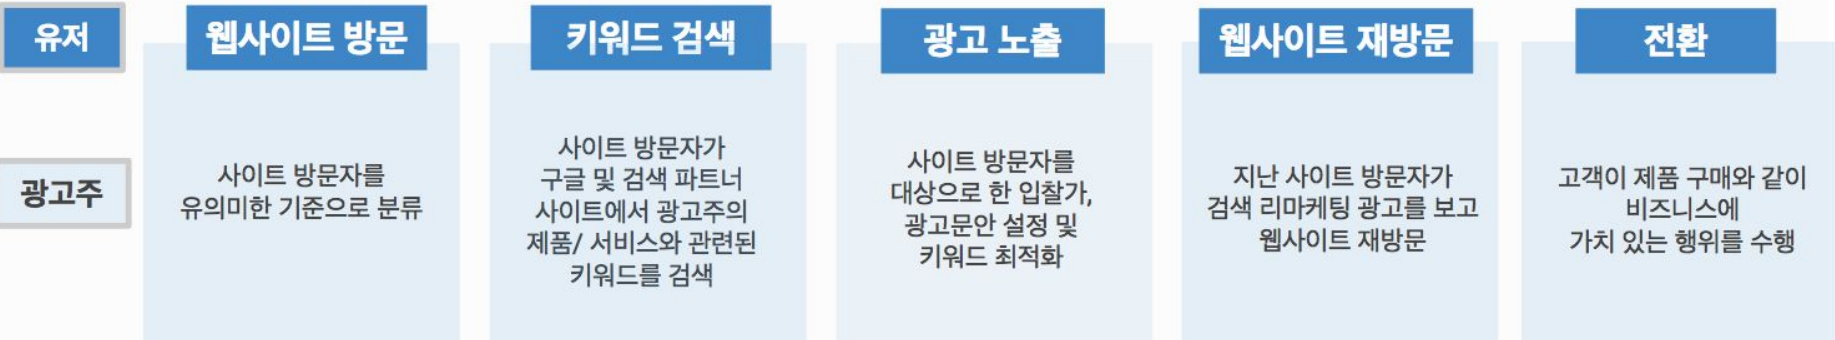 유저
웹사이트 방문
키워드 검색
광고 노출
웹사이트 재방문
전환
광고주
사이트 방문자를
유의미한 기준으로 분류
사이트 방문자가
구글 및 검색 파트너
사이트에서 광고주의
제품/ 서비스와 관련된
키워드를 검색
사이트 방문자를
대상으로 한 입찰가,
광고문안 설정 및
키워드 최적화
지난 사이트 방문자가
검색 리마케팅 광고를 보고
웹사이트 재방문
고객이 제품 구매와 같이
비즈니스에
가치 있는 행위를 수행